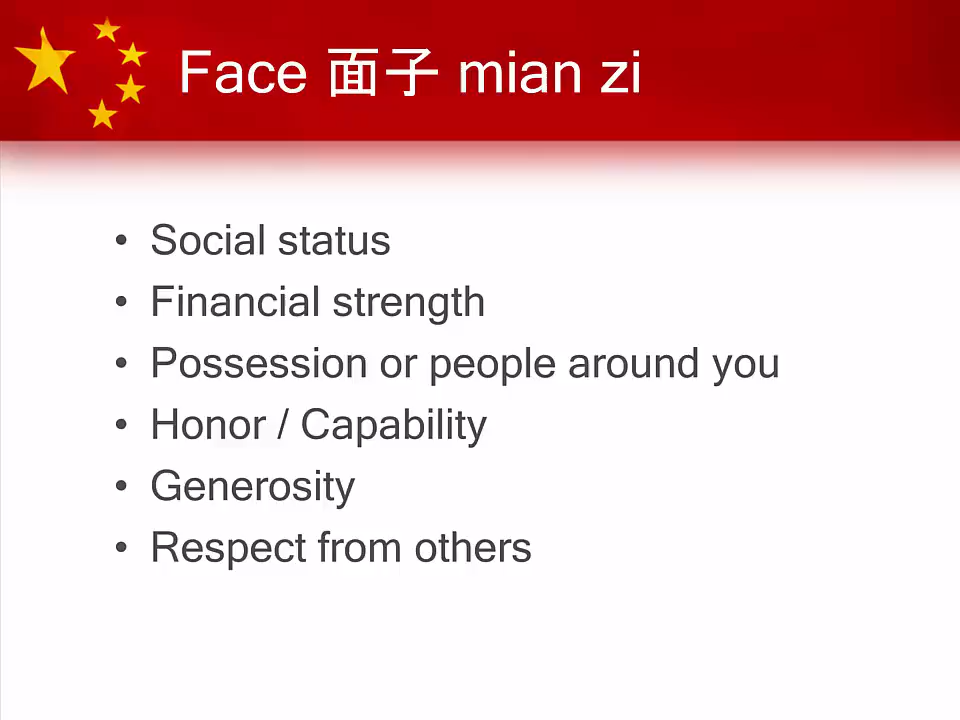 Face 面子 mian zi
• Social status
• Financial strength
• Possession or people around you
• Honor / Capability
• Generosity
• Respect from others